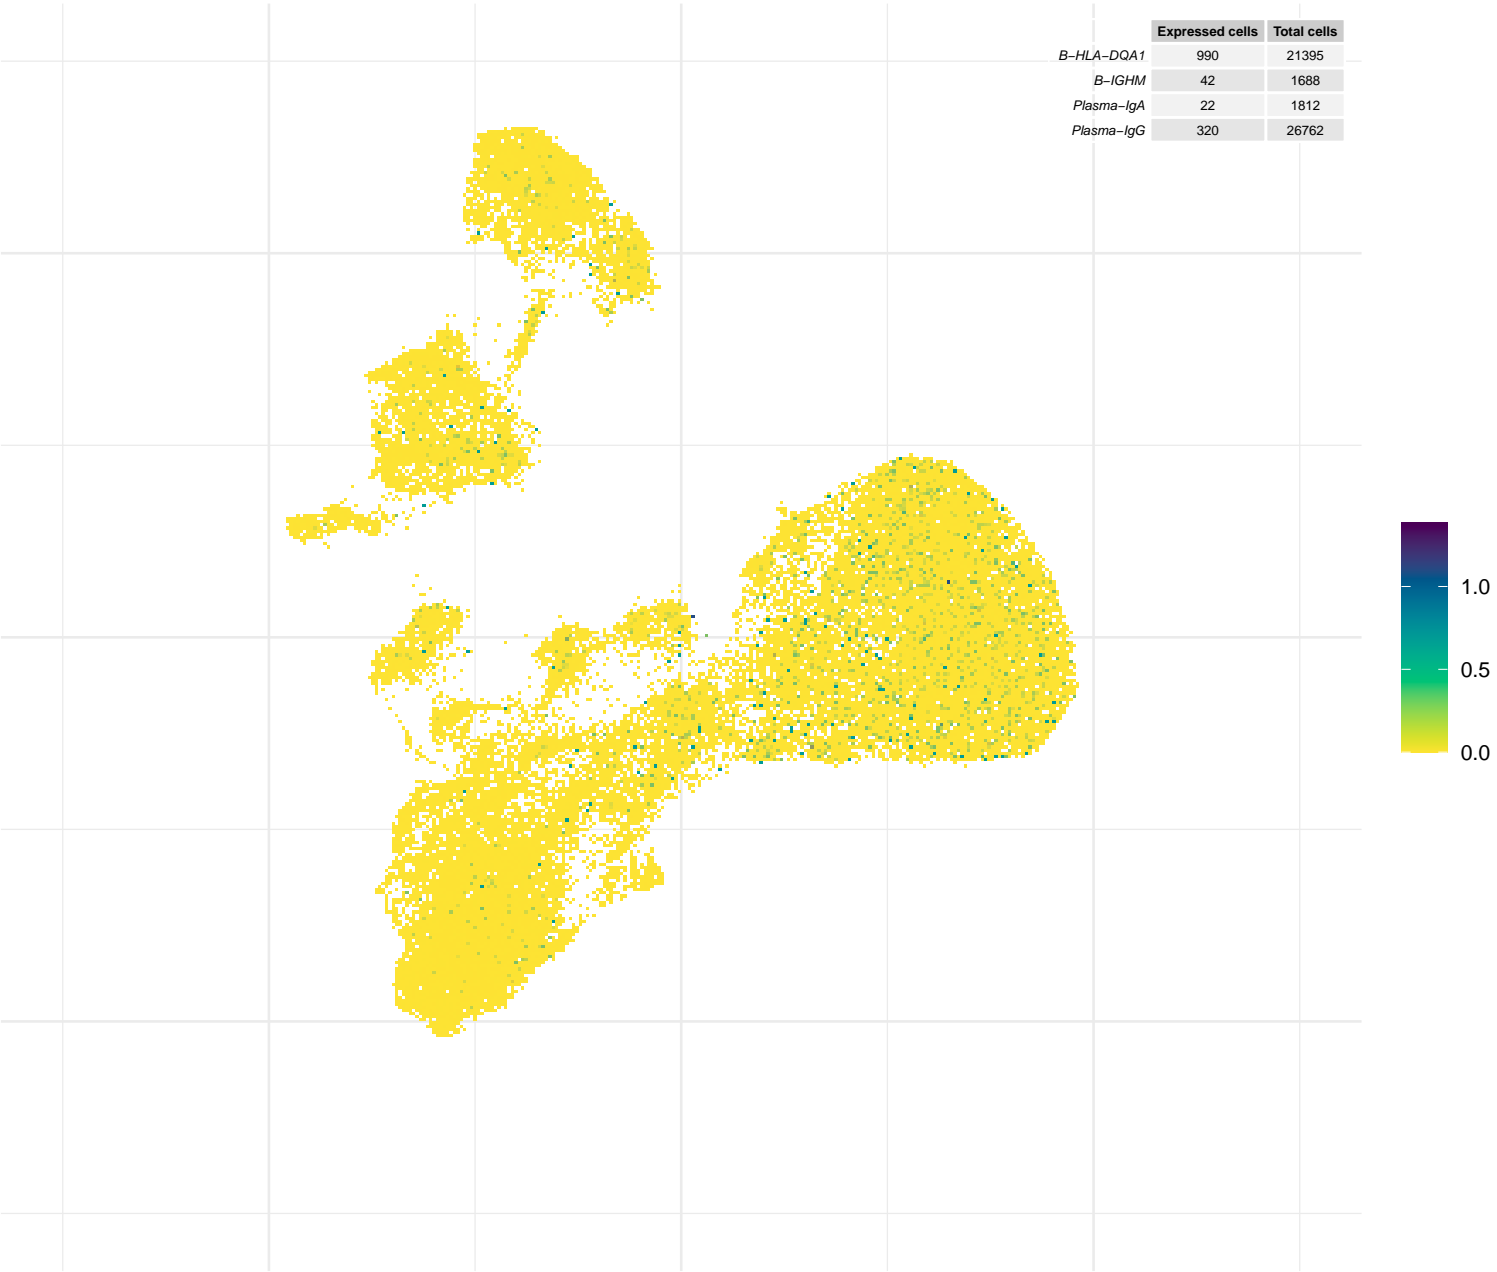 Expressed cells Total cells
B−HLA−DQA1 990 21395
B−IGHM 42 1688
Plasma−IgA 22 1812
Plasma−IgG 320 26762
1.0
0.5
0.0